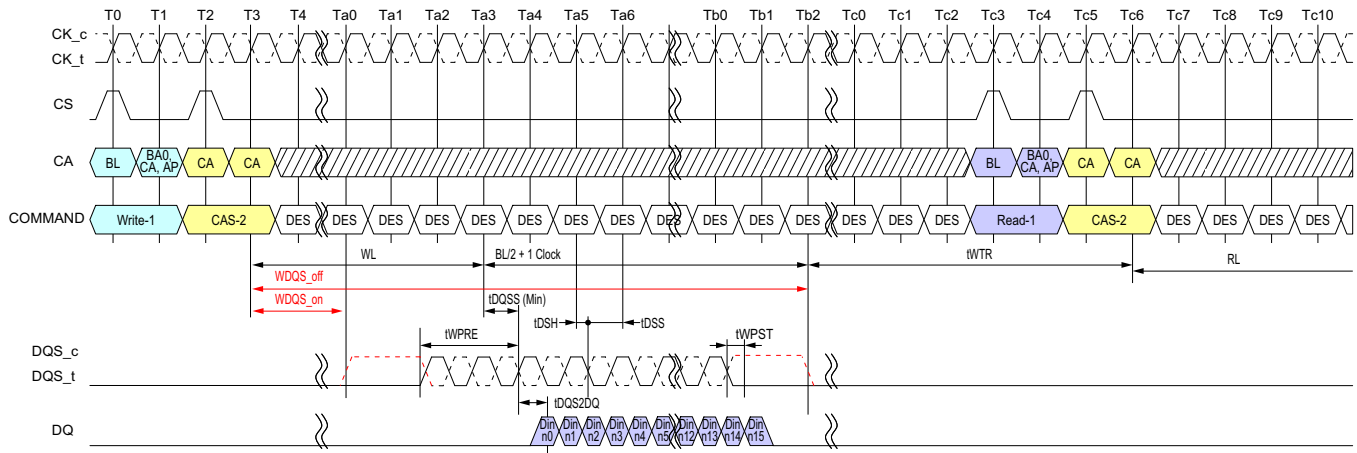 T0 T1 T2 T3 T4 Ta0 Ta1 Ta2 Ta3 Ta4 Ta5 Ta6 Tb0 Tb1 Tb2 Tc0 Tc1 Tc2 Tc3 Tc4 Tc5 Tc6 Tc7 Tc8 Tc9 Tc10
CK_c
CK_t
CS
CA BL BA0, CA, AP CA CA BL BA0, CA, AP CA CA
COMMAND Write-1 CAS-2 DES DES DES DES DES DES DES DES DES DES DES DES DES DES DES Read-1 CAS-2 DES DES DES DES
WL BL/2 + 1 Clock tWTR RL
WDQS_off
WDQS_on tDQSS (Min)
tDSH tDSS
tWPRE tWPST
DQS_c
DQS_t
tDQS2DQ
DQ Din n0 Din n1 Din n2 Din n3 Din n4 Din n5 Din n12 Din n13 Din n14 Din n15